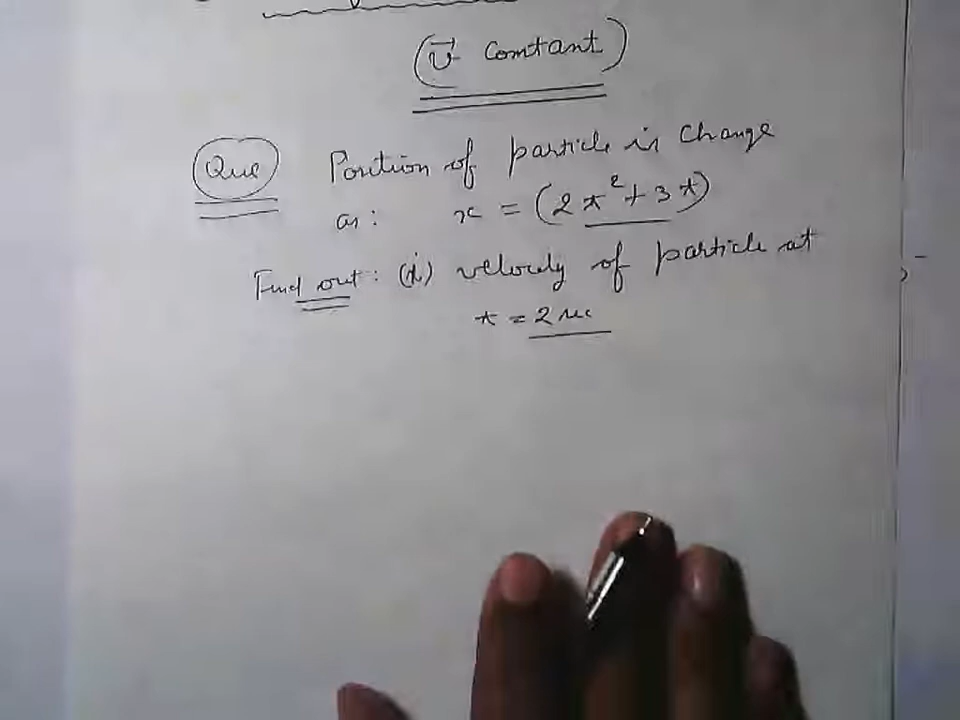 (v⃗ Constant)
Que Position of particle is change
as: x = (2t² + 3t)
Find out: (i) velocity of particle at
t = 2 sec